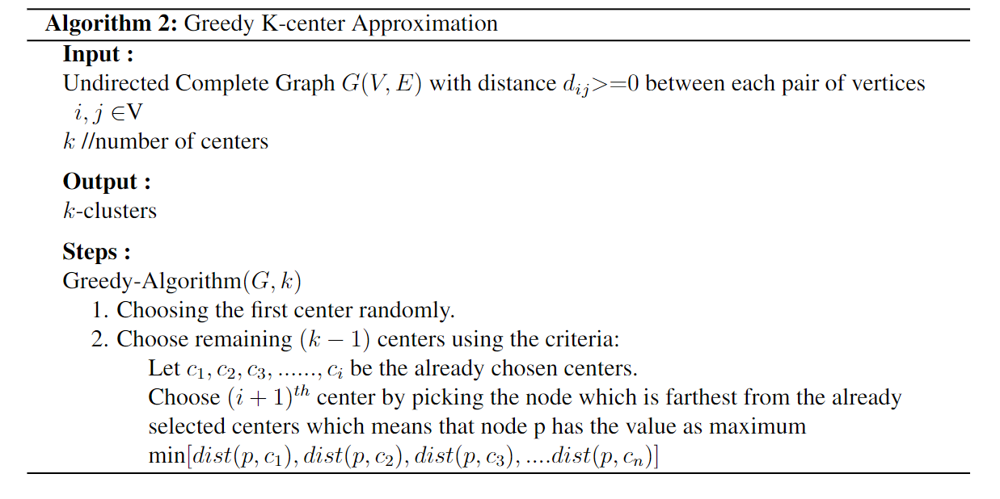 Algorithm 2: Greedy K-center Approximation
Input :
Undirected Complete Graph G(V, E) with distance d_{ij}>=0 between each pair of vertices
i, j ∈V
k //number of centers
Output :
k-clusters
Steps :
Greedy-Algorithm(G, k)
1. Choosing the first center randomly.
2. Choose remaining (k − 1) centers using the criteria:
Let c_1, c_2, c_3, ......, c_i be the already chosen centers.
Choose (i + 1)^{th} center by picking the node which is farthest from the already
selected centers which means that node p has the value as maximum
min[dist(p, c_1), dist(p, c_2), dist(p, c_3), ....dist(p, c_n)]